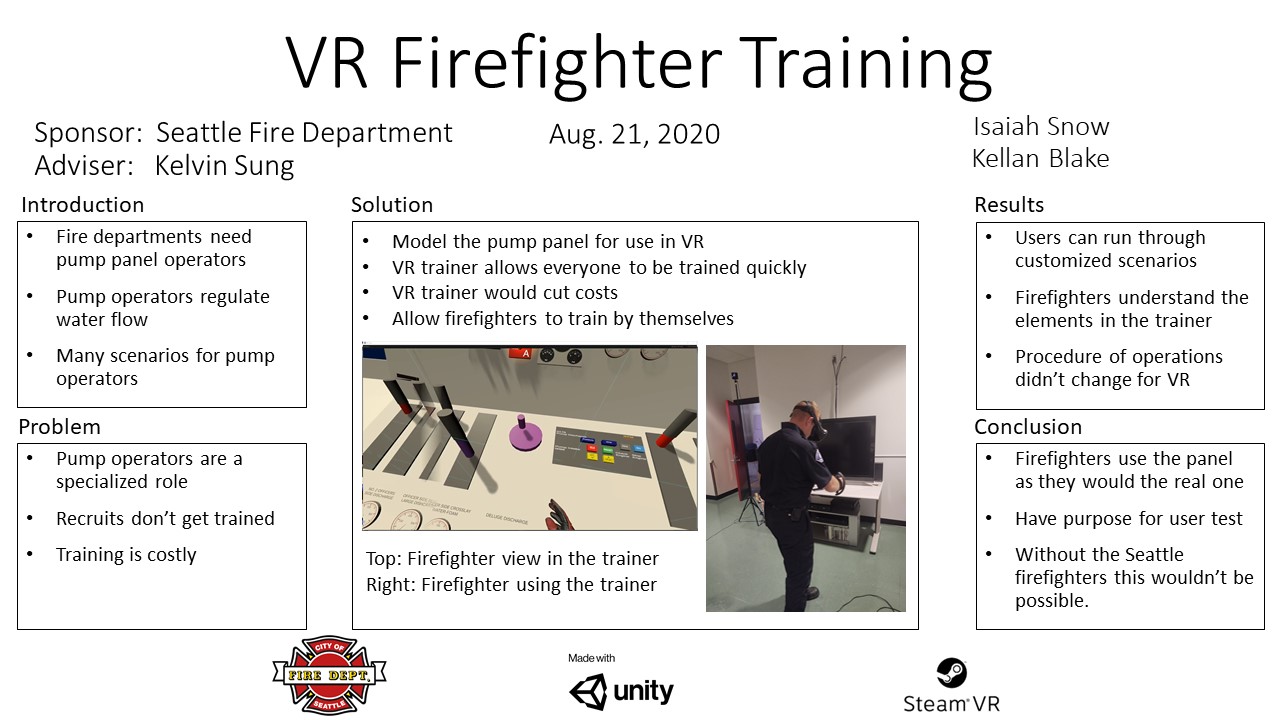 VR Firefighter Training
Sponsor: Seattle Fire Department
Adviser: Kelvin Sung
Aug. 21, 2020
Isaiah Snow
Kellan Blake
Introduction
• Fire departments need
pump panel operators
• Pump operators regulate
water flow
• Many scenarios for pump
operators
Problem
• Pump operators are a
specialized role
• Recruits don’t get trained
• Training is costly
Solution
• Model the pump panel for use in VR
• VR trainer allows everyone to be trained quickly
• VR trainer would cut costs
• Allow firefighters to train by themselves
A
DELUGE DISCHARGE
Top: Firefighter view in the trainer
Right: Firefighter using the trainer
Results
• Users can run through
customized scenarios
• Firefighters understand the
elements in the trainer
• Procedure of operations
didn’t change for VR
Conclusion
• Firefighters use the panel
as they would the real one
• Have purpose for user test
• Without the Seattle
firefighters this wouldn’t be
possible.
CITY OF
FIRE DEPT.
SEATTLE
Made with
unity
Steam VR